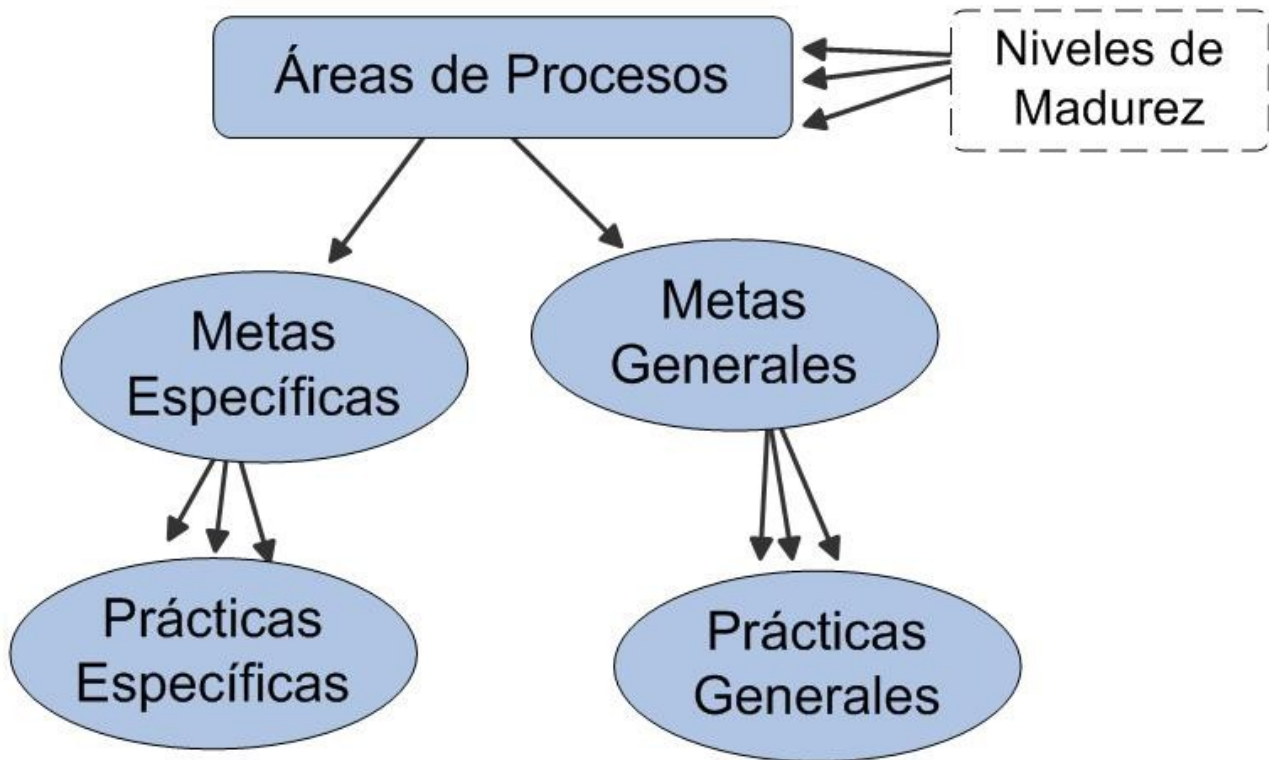 Áreas de Procesos
Niveles de
Madurez
Metas
Específicas
Metas
Generales
Prácticas
Específicas
Prácticas
Generales